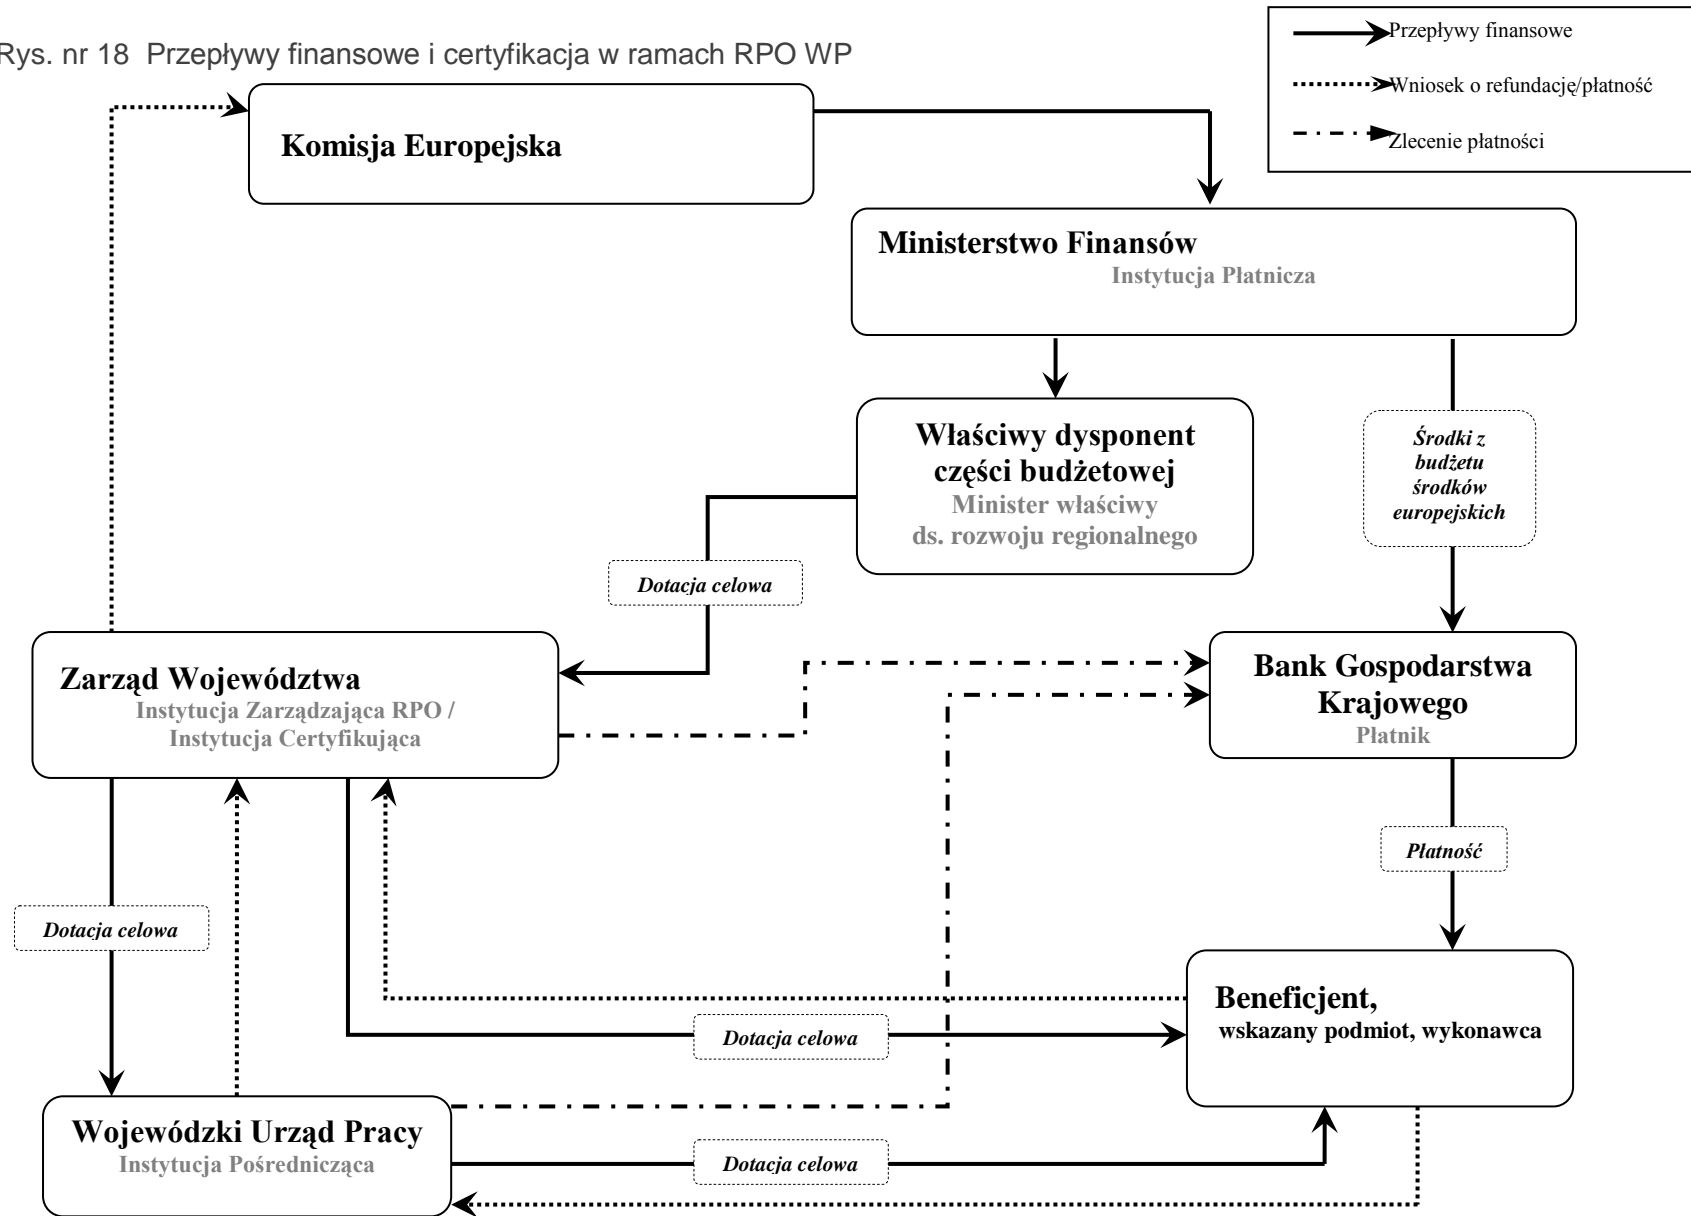 Rys. nr 18 Przepływy finansowe i certyfikacja w ramach RPO WP
Przepływy finansowe
Wniosek o refundację/płatność
Zlecenie płatności
Komisja Europejska
Ministerstwo Finansów
Instytucja Płatnicza
Właściwy dysponent
części budżetowej
Minister właściwy
ds. rozwoju regionalnego
Środki z
budżetu
środków
europejskich
Dotacja celowa
Zarząd Województwa
Instytucja Zarządzająca RPO /
Instytucja Certyfikująca
Bank Gospodarstwa
Krajowego
Płatnik
Płatność
Dotacja celowa
Beneficjent,
wskazany podmiot, wykonawca
Dotacja celowa
Wojewódzki Urząd Pracy
Instytucja Pośrednicząca
Dotacja celowa